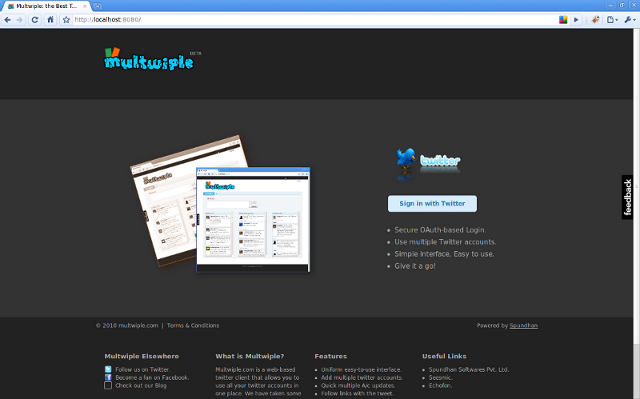 Multwiple: the Best T...
http://localhost:8080/
multwiple
BETA
twitter
Sign in with Twitter
Secure OAuth-based Login.
Use multiple Twitter accounts.
Simple Interface, Easy to use.
Give it a go!
feedback
© 2010 multwiple.com | Terms & Conditions
Powered by Spundhan
Multwiple Elsewhere
Follow us on Twitter.
Become a fan on Facebook.
Check out our Blog
What is Multwiple?
Multwiple.com is a web-based
twitter client that allows you to
use all your twitter accounts in
one place. We have taken some
Features
Uniform easy-to-use interface.
Add multiple twitter accounts.
Quick multiple A/c updates.
Follow links with the tweet.
Useful Links
Spundhan Softwares Pvt. Ltd.
Seesmic.
Echofon.